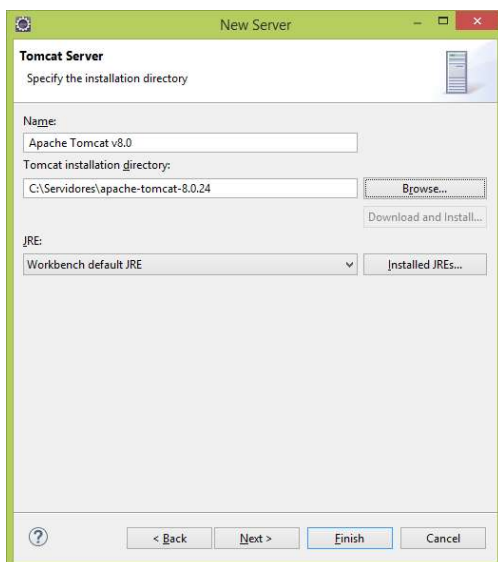 New Server
Tomcat Server
Specify the installation directory
Name:
Apache Tomcat v8.0
Tomcat installation directory:
C:\Servidores\apache-tomcat-8.0.24
Browse...
Download and Install...
JRE:
Workbench default JRE
Installed JREs...
< Back
Next >
Finish
Cancel